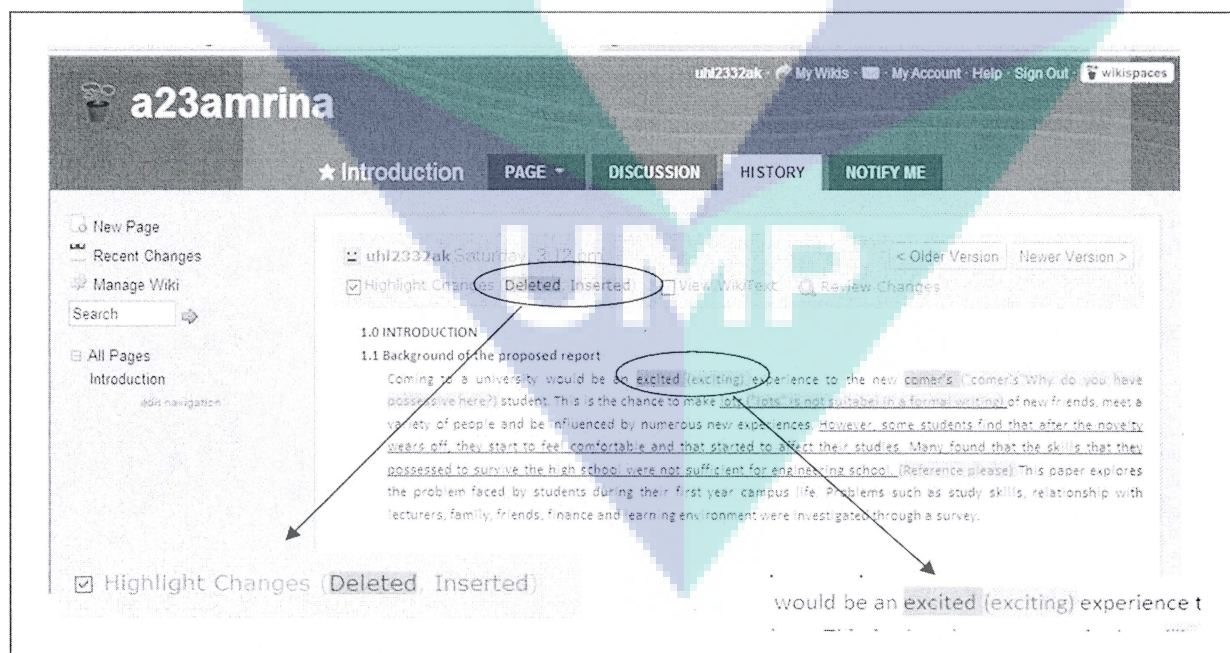 uhl2332ak · My Wikis · My Account · Help · Sign Out · wikispaces
a23amrina
Introduction PAGE DISCUSSION HISTORY NOTIFY ME
New Page
Recent Changes
Manage Wiki
Search
All Pages
Introduction
edit navigation
uhl2332ak Saturday, 3:12 pm
< Older Version Newer Version >
Highlight Changes (Deleted, Inserted) View WikiText Review Changes
UMP
1.0 INTRODUCTION
1.1 Background of the proposed report
Coming to a university would be an excited (exciting) experience to the new comer's ("comer's Why do you have
possessive here?) student. This is the chance to make lots ("lots" is not suitabel in a formal writing) of new friends, meet a
variety of people and be influenced by numerous new experiences. However, some students find that after the novelty
wears off, they start to feel comfortable and that started to affect their studies. Many found that the skills that they
possessed to survive the high school were not sufficient for engineering school. (Reference please) This paper explores
the problem faced by students during their first year campus life. Problems such as study skills, relationship with
lecturers, family, friends, finance and learning environment were investigated through a survey.
Highlight Changes (Deleted, Inserted)
would be an excited (exciting) experience t